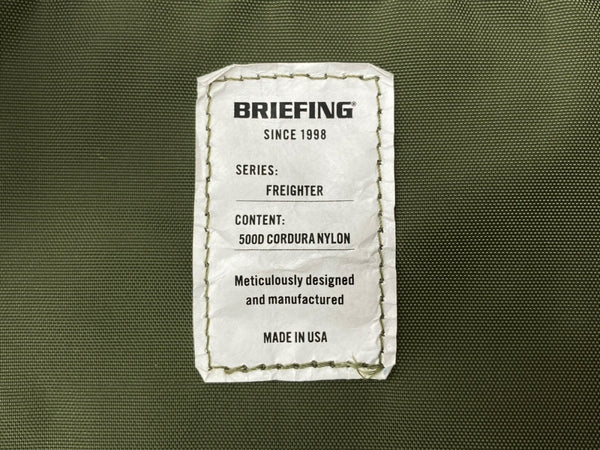 BRIEFING®
SINCE 1998
SERIES:
FREIGHTER
CONTENT:
500D CORDURA NYLON
Meticulously designed
and manufactured
MADE IN USA